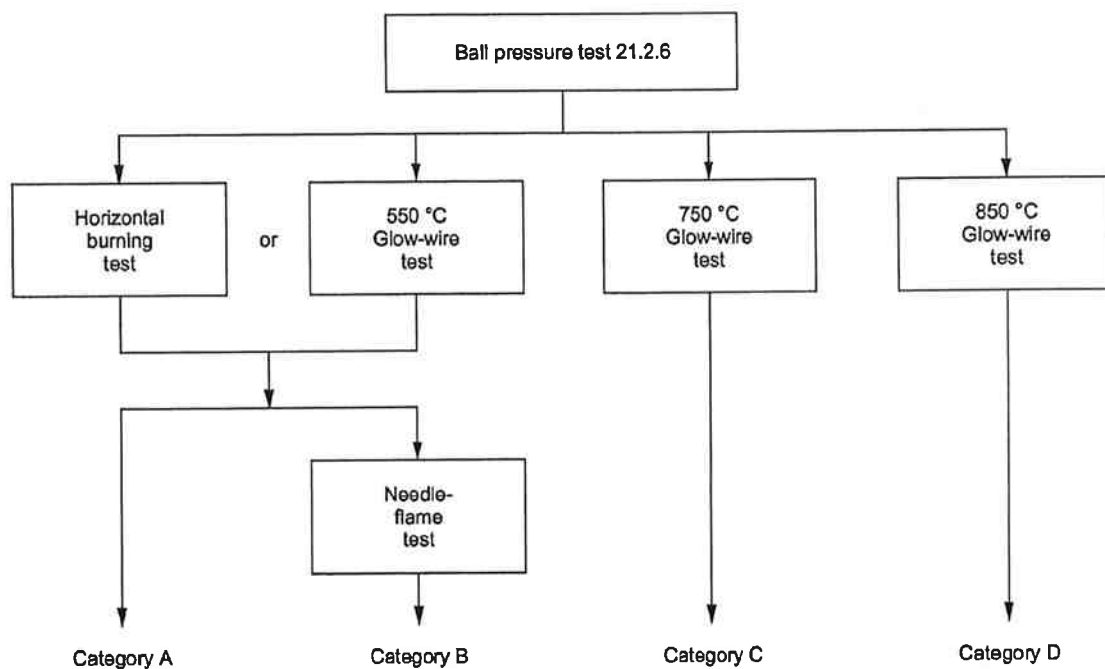 Ball pressure test 21.2.6
Horizontal
burning
test
or
550 °C
Glow-wire
test
750 °C
Glow-wire
test
850 °C
Glow-wire
test
Needle-
flame
test
Category A
Category B
Category C
Category D